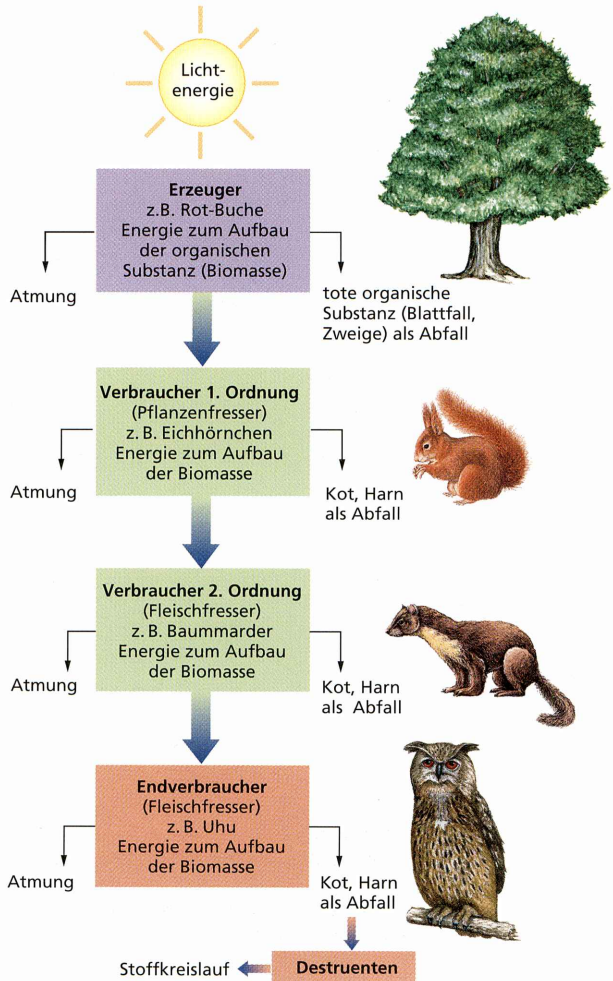 Licht-
energie
Erzeuger
z.B. Rot-Buche
Energie zum Aufbau
der organischen
Substanz (Biomasse)
Atmung
tote organische
Substanz (Blattfall,
Zweige) als Abfall
Verbraucher 1. Ordnung
(Pflanzenfresser)
z. B. Eichhörnchen
Energie zum Aufbau
der Biomasse
Atmung
Kot, Harn
als Abfall
Verbraucher 2. Ordnung
(Fleischfresser)
z. B. Baummarder
Energie zum Aufbau
der Biomasse
Atmung
Kot, Harn
als Abfall
Endverbraucher
(Fleischfresser)
z. B. Uhu
Energie zum Aufbau
der Biomasse
Atmung
Kot, Harn
als Abfall
Stoffkreislauf
Destruenten